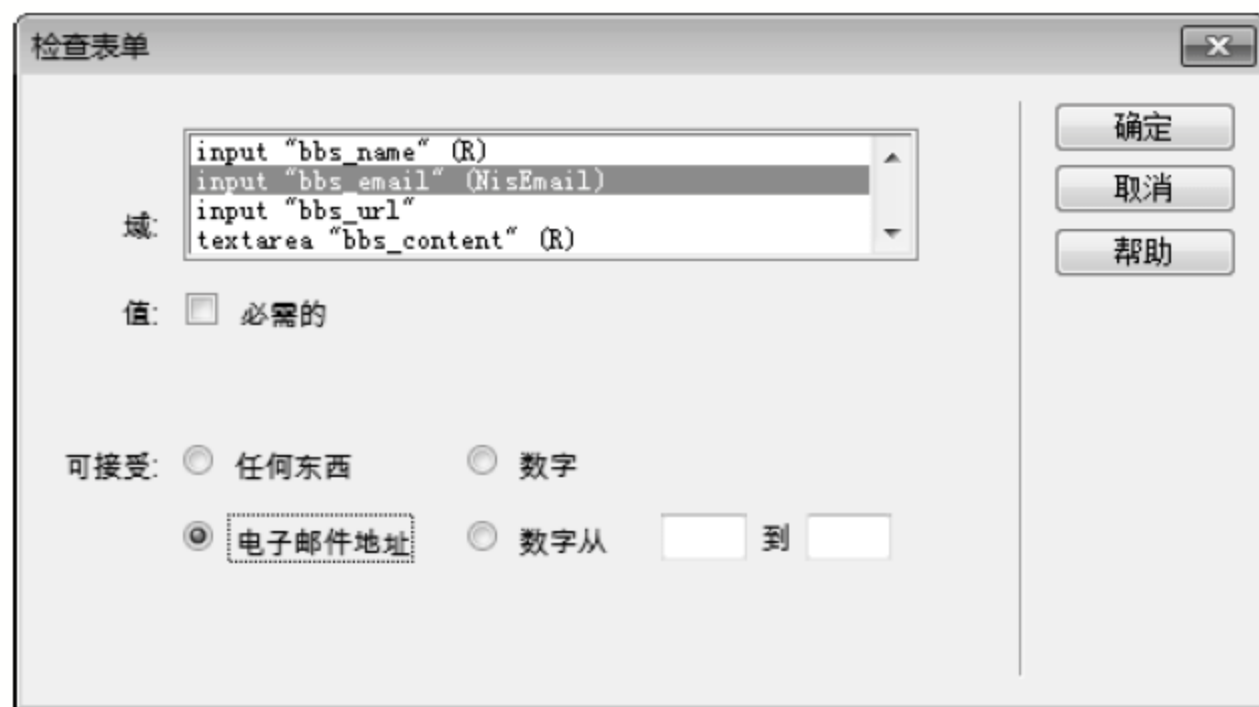 检查表单
input "bbs_name" (R)
input "bbs_email" (NisEmail)
input "bbs_url"
textarea "bbs_content" (R)
域:
值: 必需的
可接受: 任何东西 数字
电子邮件地址 数字从 到
确定
取消
帮助